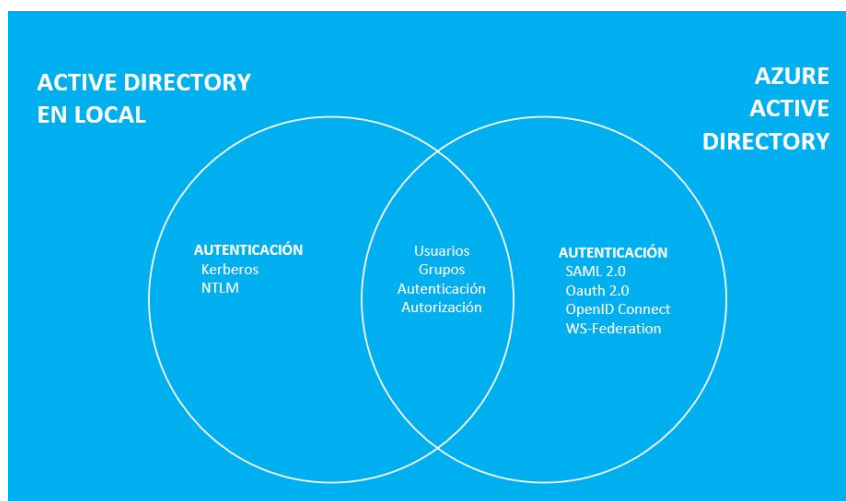 ACTIVE DIRECTORY
EN LOCAL
AZURE
ACTIVE
DIRECTORY
AUTENTICACIÓN
Kerberos
NTLM
Usuarios
Grupos
Autenticación
Autorización
AUTENTICACIÓN
SAML 2.0
Oauth 2.0
OpenID Connect
WS-Federation